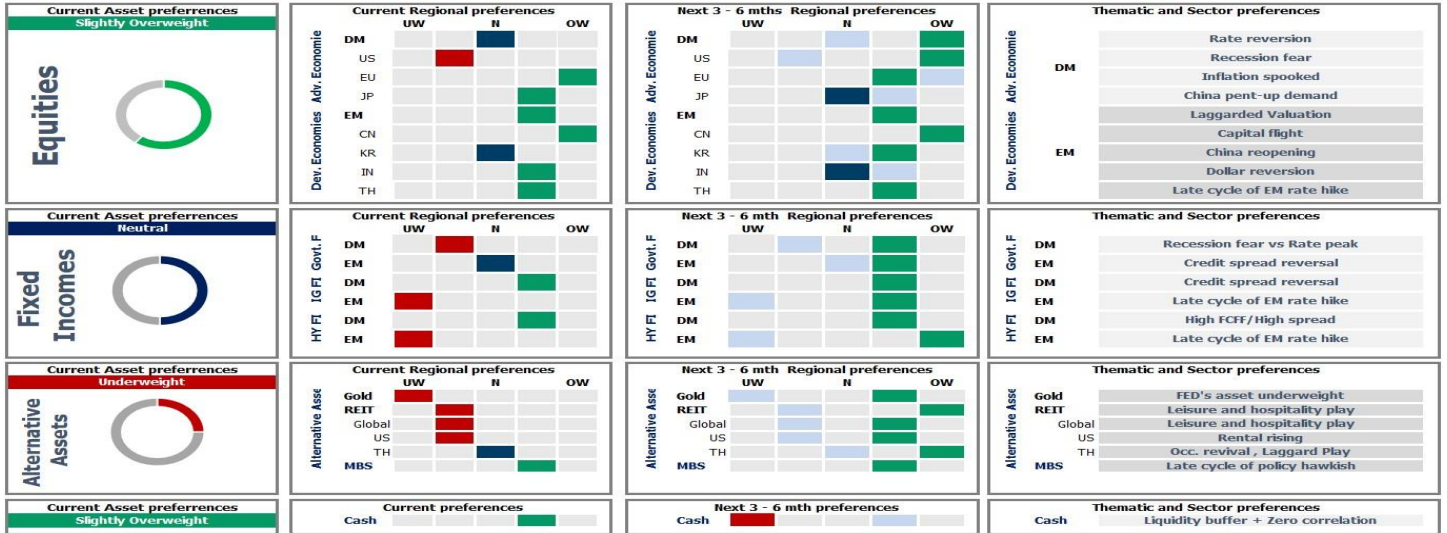 Current Asset preferrences
Slightly Overweight
Equities
Current Regional preferences
UW N OW
Adv. Economie
Dev. Economies
DM
US
EU
JP
EM
CN
KR
IN
TH
Next 3 - 6 mths Regional preferences
UW N OW
Adv. Economie
Dev. Economies
DM
US
EU
JP
EM
CN
KR
IN
TH
Thematic and Sector preferences
Adv. Economie
Dev. Economies
DM
Rate reversion
Recession fear
Inflation spooked
China pent-up demand
EM
Laggarded Valuation
Capital flight
China reopening
Dollar reversion
Late cycle of EM rate hike
Current Asset preferrences
Neutral
Fixed
Incomes
Current Regional preferences
UW N OW
Govt. F
IG FI
HY FI
DM
EM
DM
EM
DM
EM
Next 3 - 6 mth Regional preferences
UW N OW
Govt. F
IG FI
HY FI
DM
EM
DM
EM
DM
EM
Thematic and Sector preferences
Govt. F
IG FI
HY FI
DM Recession fear vs Rate peak
EM Credit spread reversal
DM Credit spread reversal
EM Late cycle of EM rate hike
DM High FCFF/High spread
EM Late cycle of EM rate hike
Current Asset preferrences
Underweight
Alternative
Assets
Current Regional preferences
UW N OW
Alternative Asse
Gold
REIT
Global
US
TH
MBS
Next 3 - 6 mth Regional preferences
UW N OW
Alternative Asse
Gold
REIT
Global
US
TH
MBS
Thematic and Sector preferences
Alternative Asse
Gold FED's asset underweight
REIT Leisure and hospitality play
Global Leisure and hospitality play
US Rental rising
TH Occ. revival , Laggard Play
MBS Late cycle of policy hawkish
Current Asset preferrences
Slightly Overweight
Current preferences
Cash
Next 3 - 6 mth preferences
Cash
Thematic and Sector preferences
Cash Liquidity buffer + Zero correlation